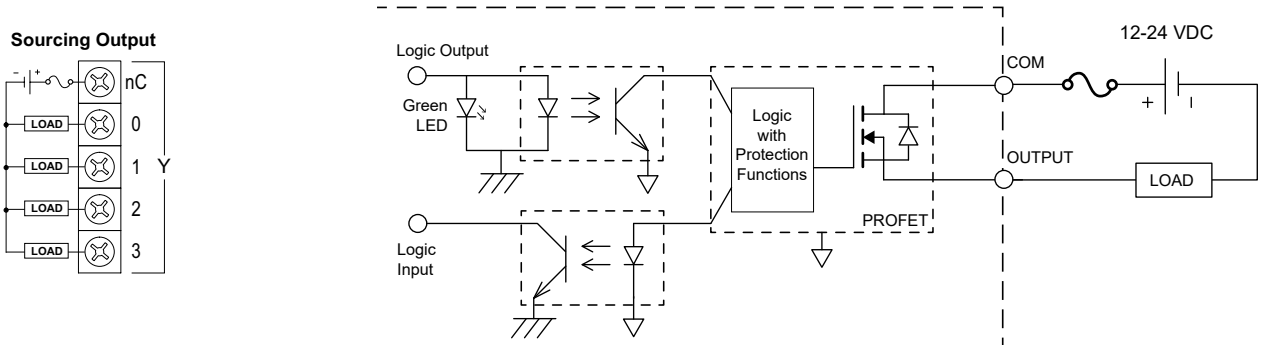 Sourcing Output
- +
nC
LOAD
0
LOAD
1
Y
LOAD
2
LOAD
3
Logic Output
Green
LED
Logic
with
Protection
Functions
PROFET
Logic
Input
12-24 VDC
COM
+
OUTPUT
LOAD